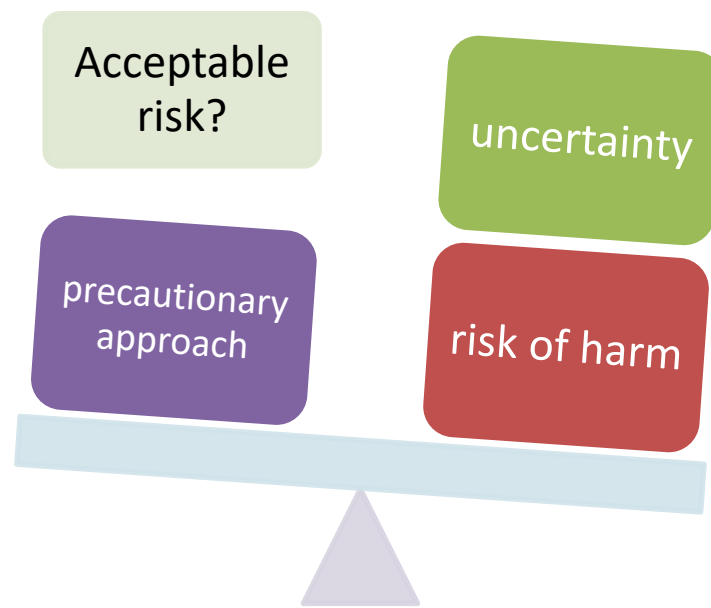 Acceptable
risk?
uncertainty
precautionary
approach
risk of harm